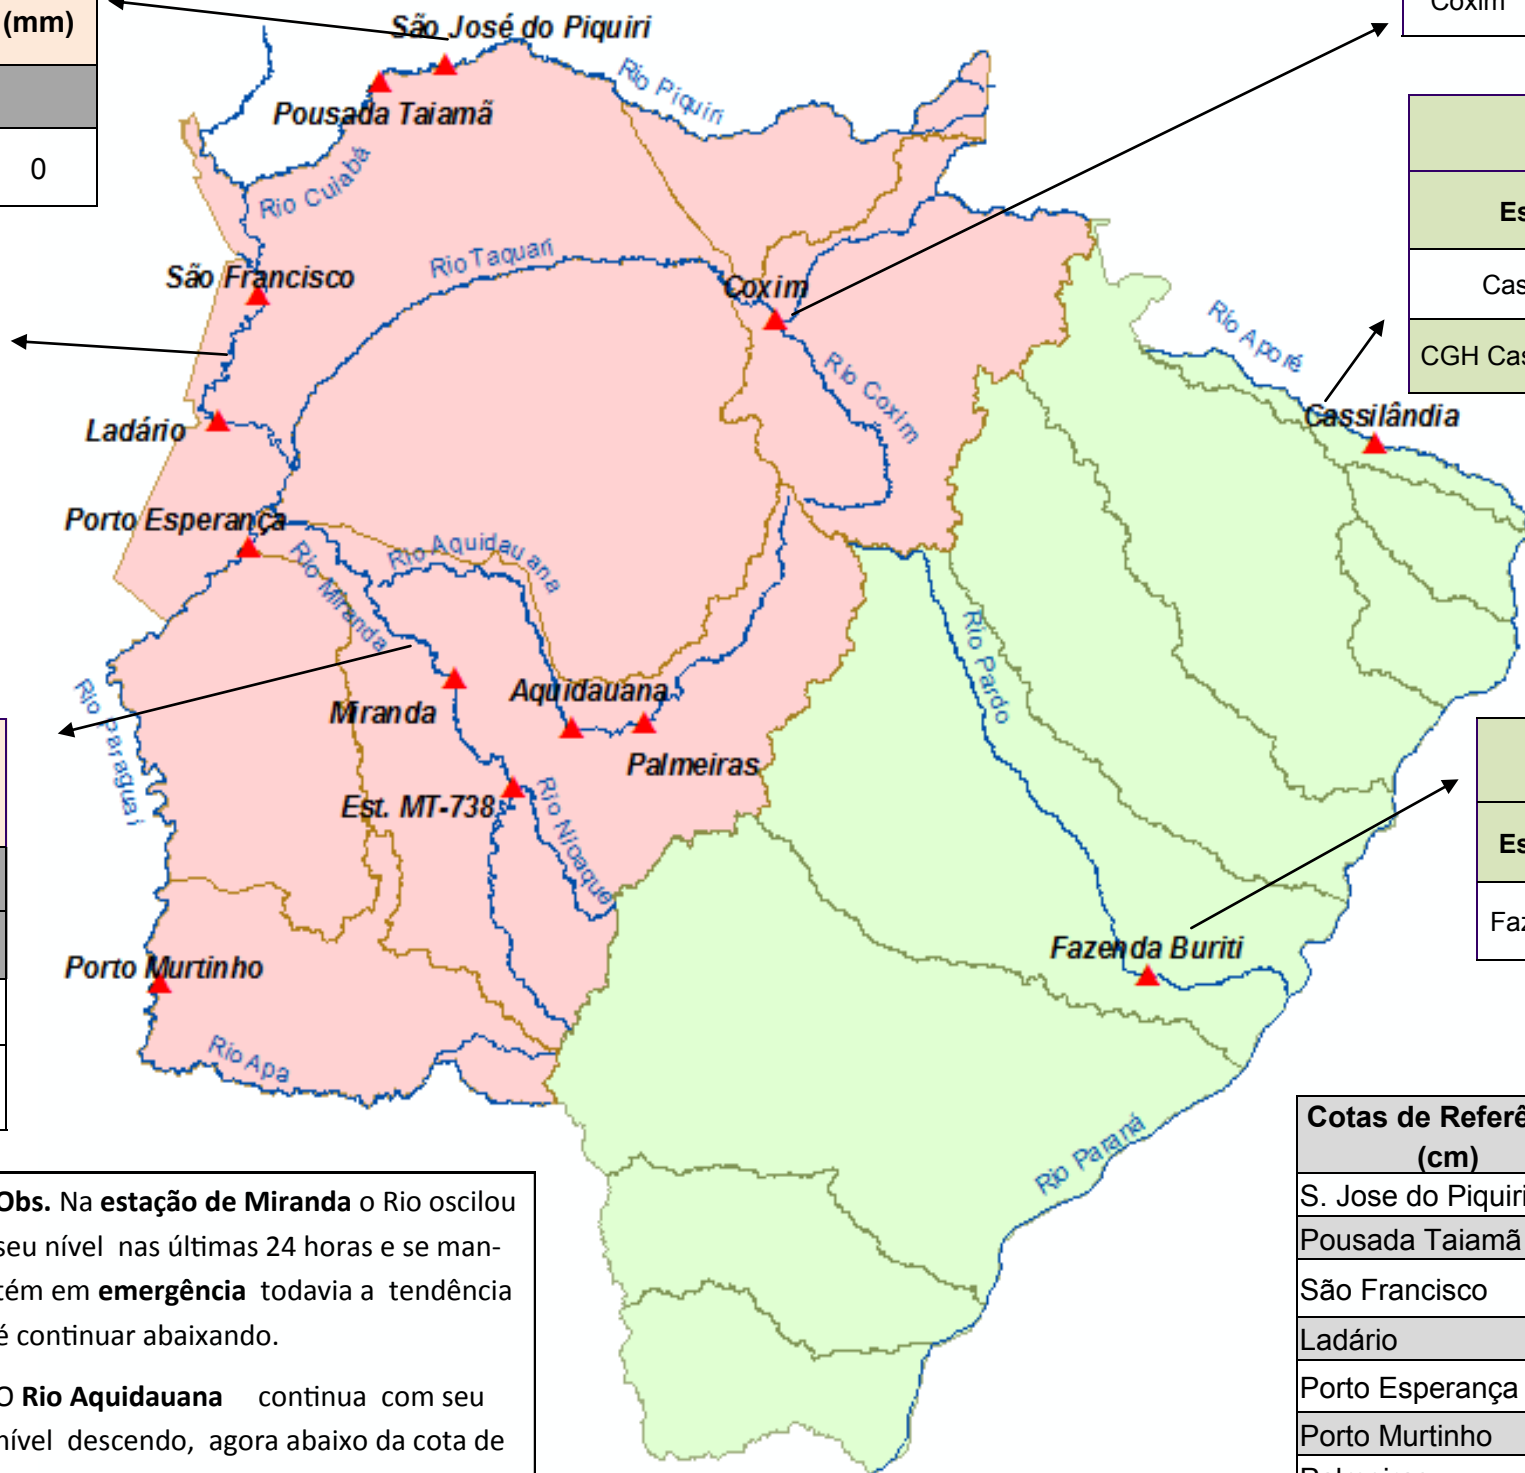 (mm)
0
Coxim
São José do Piquiri
Rio Piquiri
Pousada Taiamã
Rio Cuiabá
São Francisco
Rio Taquari
Coxim
Rio Coxim
Rio Aporé
Cassilândia
Es
Cas
CGH Cas
Ladário
Porto Esperança
Rio Miranda
Rio Aquidauana
Rio Pardo
Rio Paraguai
Miranda
Aquidauana
Palmeiras
Est. MT-738
Rio Nioaque
Es
Faz
Fazenda Buriti
Porto Murtinho
Rio Apa
Rio Paraná
Obs. Na estação de Miranda o Rio oscilou
seu nível nas últimas 24 horas e se man-
tém em emergência todavia a tendência
é continuar abaixando.
O Rio Aquidauana continua com seu
nível descendo, agora abaixo da cota de
Cotas de Referê
(cm)
S. Jose do Piquiri
Pousada Taiamã
São Francisco
Ladário
Porto Esperança
Porto Murtinho
Palmeiras